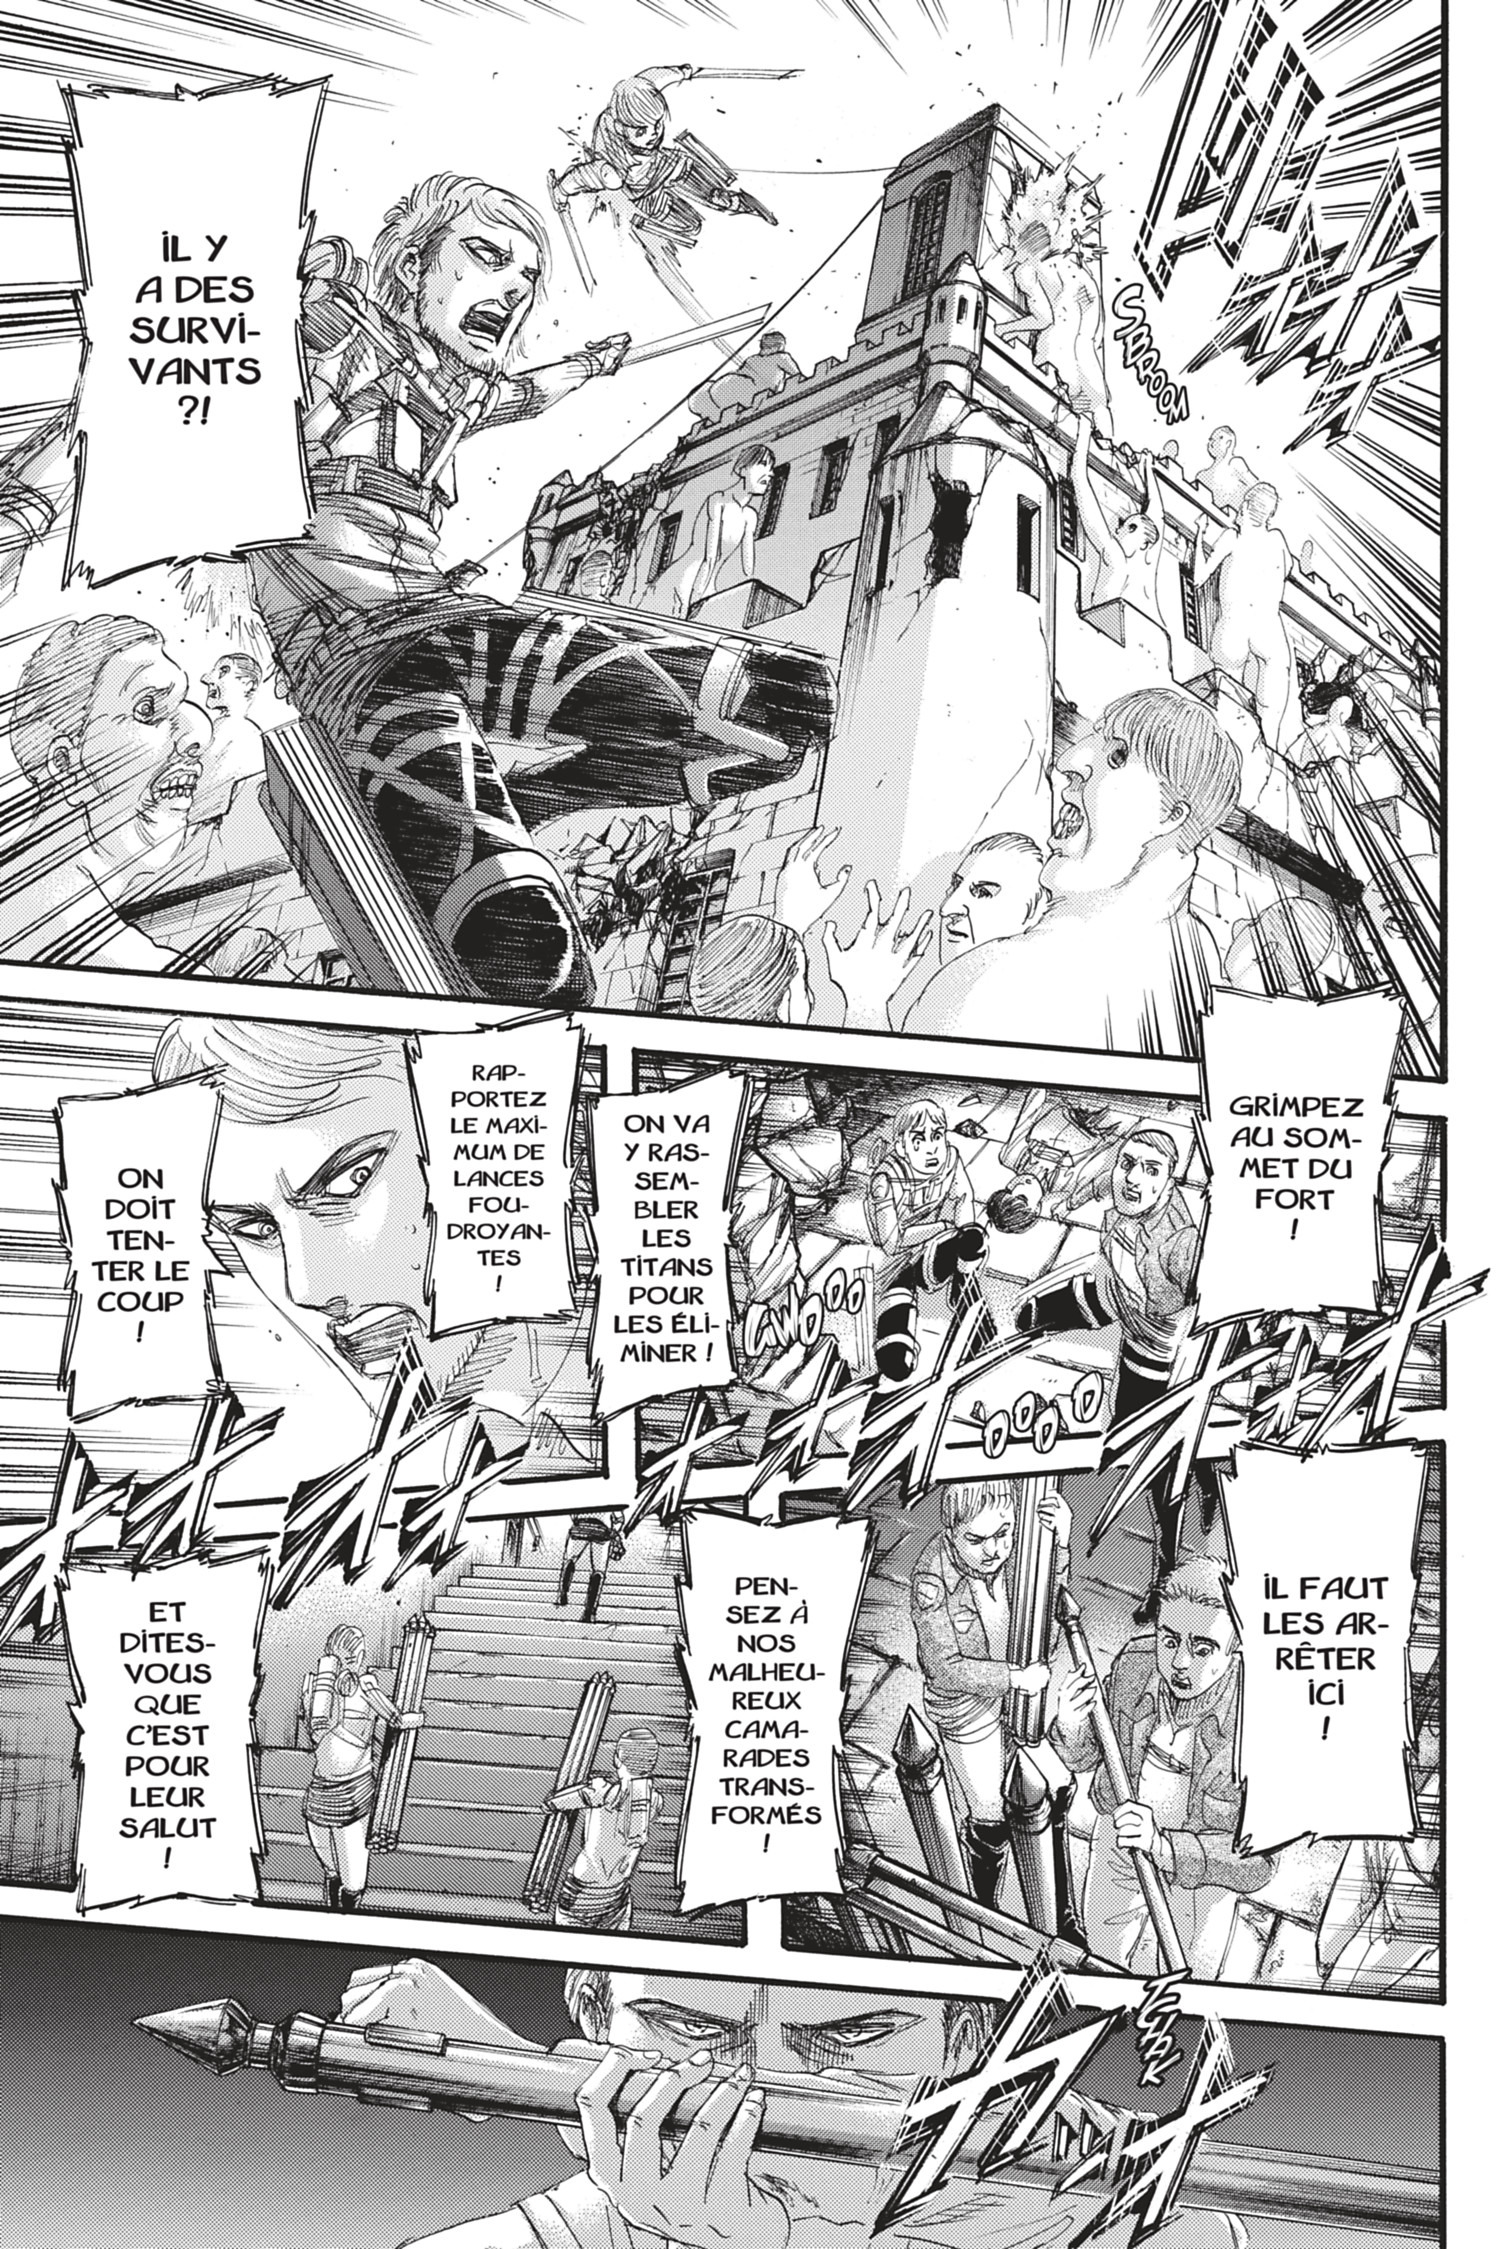 SBROOM
iL Y
A DES
SURVi-
VANTS
?!
GRiMPEZ
AU SOM-
MET DU
FORT
!
ON VA
Y RAS-
SEM-
BLER
LES
TiTANS
POUR
LES ÉLi-
MiNER !
GWOOOO
OOOO
RAP-
PORTEZ
LE MAXi-
MUM DE
LANCES
FOU-
DROYAN-
TES
!
ON
DOiT
TEN-
TER LE
COUP
!
iL FAUT
LES AR-
RÊTER
iCi
!
PEN-
SEZ À
NOS
MALHEU-
REUX
CAMA-
RADES
TRANS-
FORMÉS
!
ET
DiTES-
VOUS
QUE
C'EST
POUR
LEUR
SALUT
!
TCHAK